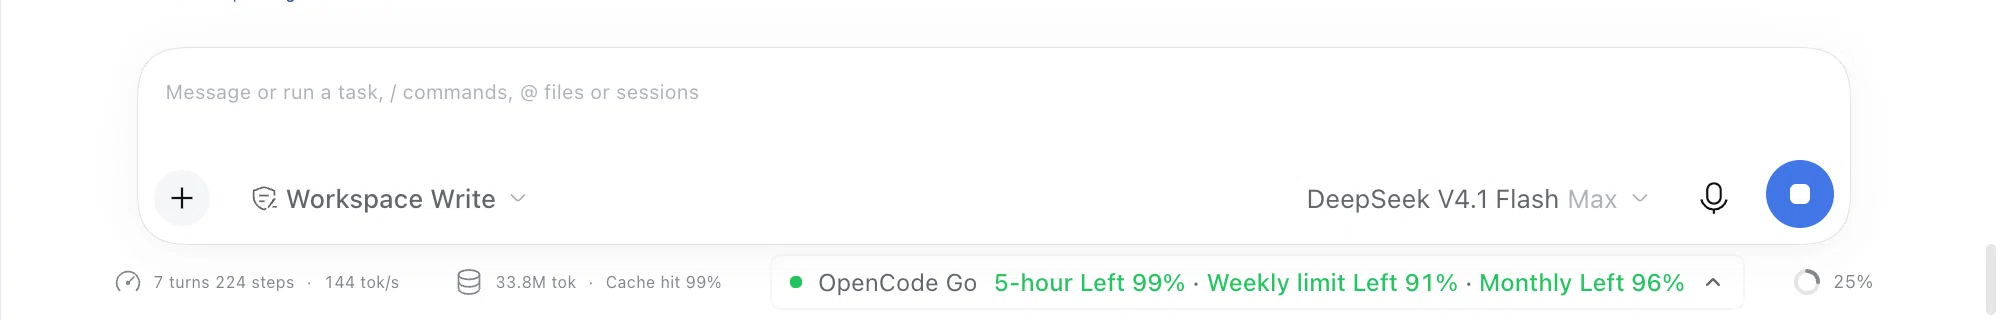 Message or run a task, / commands, @ files or sessions
Workspace Write
DeepSeek V4.1 Flash Max
7 turns 224 steps · 144 tok/s
33.8M tok · Cache hit 99%
OpenCode Go 5-hour Left 99% · Weekly limit Left 91% · Monthly Left 96%
25%